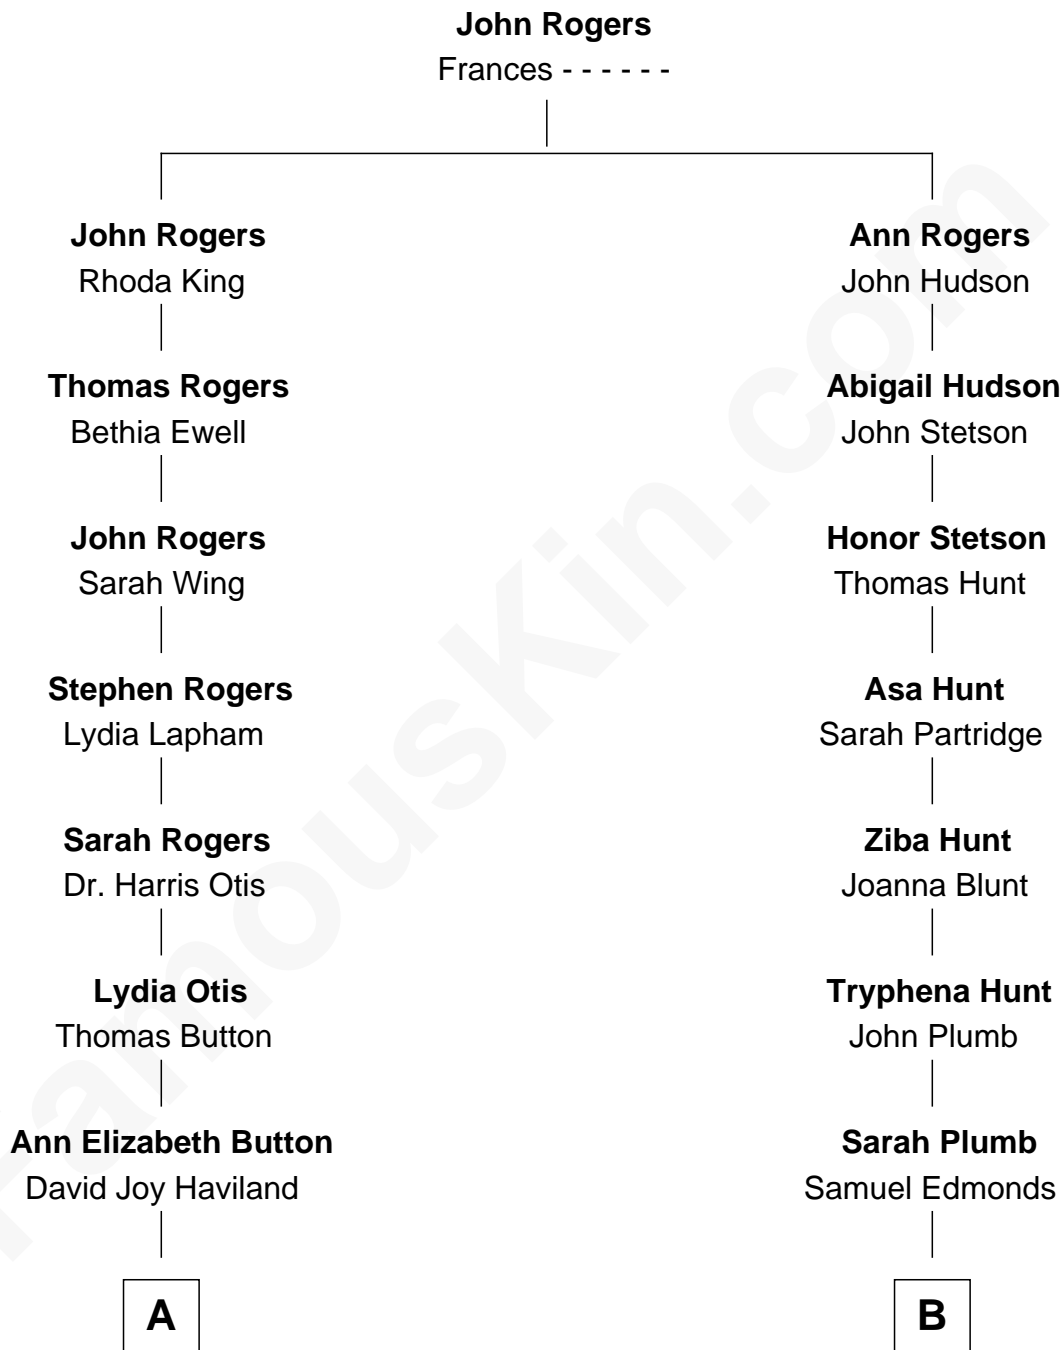 John Rogers
Frances - - - - - -
John Rogers
Rhoda King
Ann Rogers
John Hudson
Thomas Rogers
Bethia Ewell
Abigail Hudson
John Stetson
John Rogers
Sarah Wing
Honor Stetson
Thomas Hunt
Stephen Rogers
Lydia Lapham
Asa Hunt
Sarah Partridge
Sarah Rogers
Dr. Harris Otis
Ziba Hunt
Joanna Blunt
Lydia Otis
Thomas Button
Tryphena Hunt
John Plumb
Ann Elizabeth Button
David Joy Haviland
Sarah Plumb
Samuel Edmonds
A
B
FamousKin.com